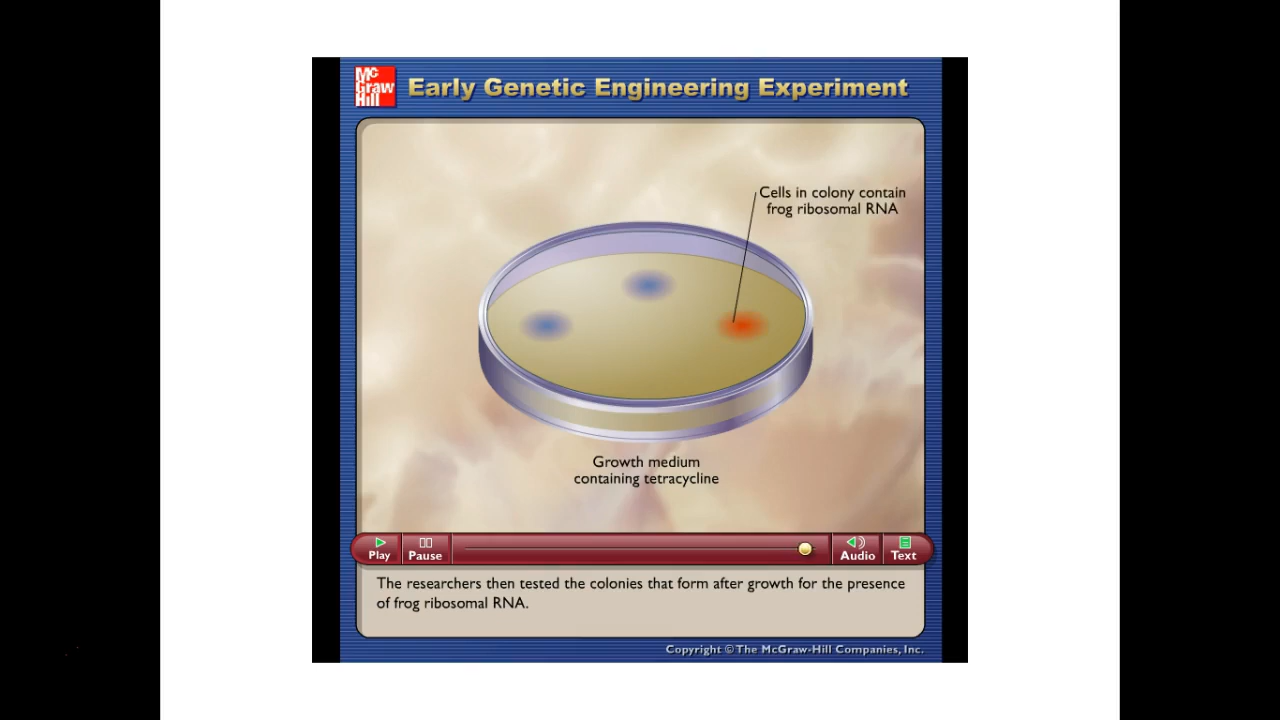 Mc
Graw
Hill
Early Genetic Engineering Experiment
Cells in colony contain
frog ribosomal RNA
Growth medium
containing tetracycline
Play
Pause
Audio
Text
The researchers then tested the colonies that form after growth for the presence
of frog ribosomal RNA.
Copyright © The McGraw-Hill Companies, Inc.